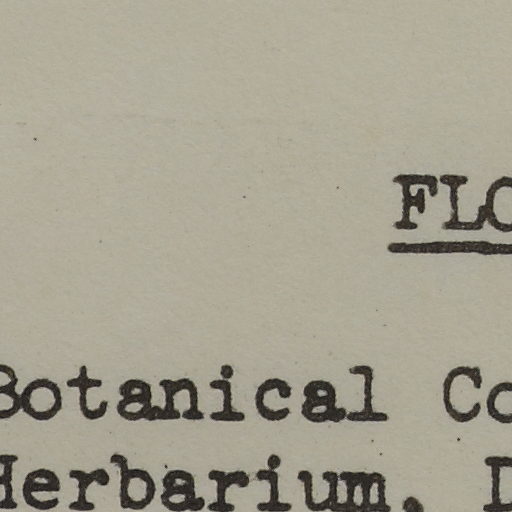 FLO
Botanical Co
Herbarium, D